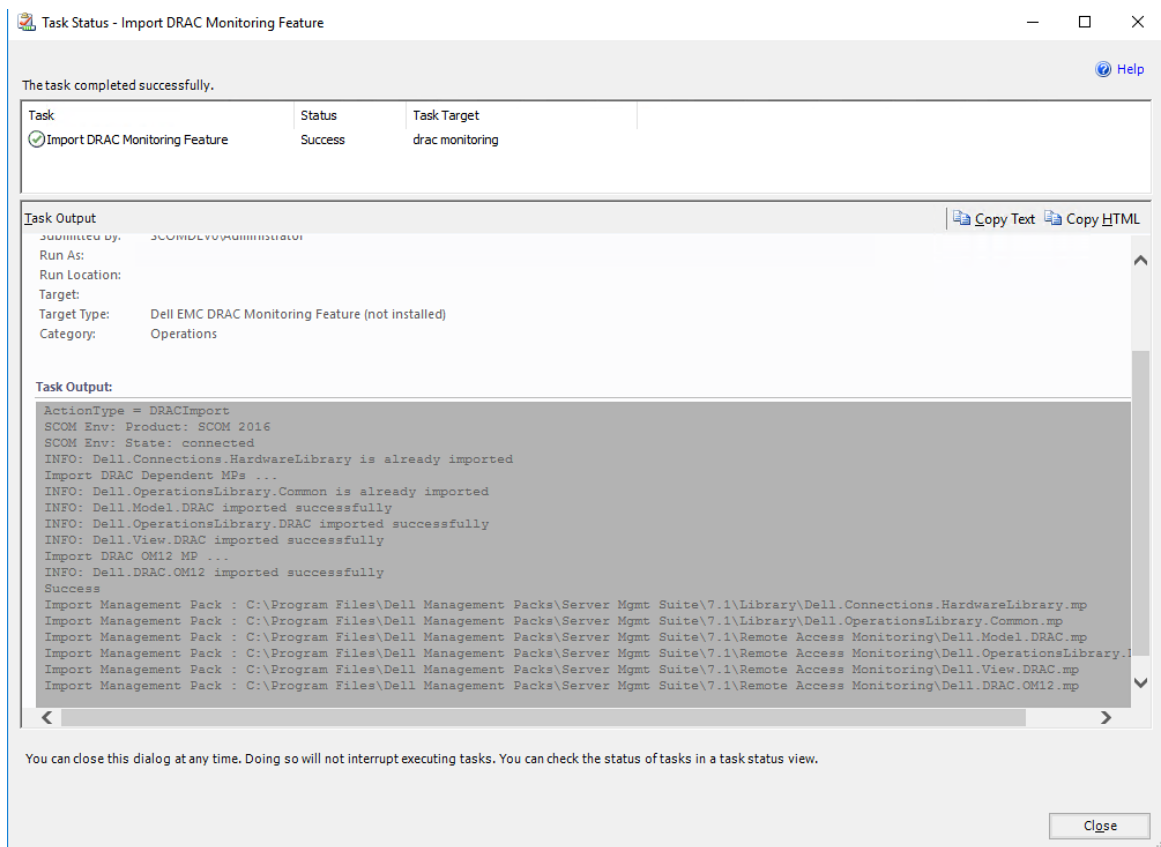 Task Status - Import DRAC Monitoring Feature
Help
The task completed successfully.
Task Status Task Target
Import DRAC Monitoring Feature Success drac monitoring
Task Output Copy Text Copy HTML
Submitted By: SCOMDEV0\Administrator
Run As:
Run Location:
Target:
Target Type: Dell EMC DRAC Monitoring Feature (not installed)
Category: Operations
Task Output:
ActionType = DRACImport
SCOM Env: Product: SCOM 2016
SCOM Env: State: connected
INFO: Dell.Connections.HardwareLibrary is already imported
Import DRAC Dependent MPs ...
INFO: Dell.OperationsLibrary.Common is already imported
INFO: Dell.Model.DRAC imported successfully
INFO: Dell.OperationsLibrary.DRAC imported successfully
INFO: Dell.View.DRAC imported successfully
Import DRAC OM12 MP ...
INFO: Dell.DRAC.OM12 imported successfully
Success
Import Management Pack : C:\Program Files\Dell Management Packs\Server Mgmt Suite\7.1\Library\Dell.Connections.HardwareLibrary.mp
Import Management Pack : C:\Program Files\Dell Management Packs\Server Mgmt Suite\7.1\Library\Dell.OperationsLibrary.Common.mp
Import Management Pack : C:\Program Files\Dell Management Packs\Server Mgmt Suite\7.1\Remote Access Monitoring\Dell.Model.DRAC.mp
Import Management Pack : C:\Program Files\Dell Management Packs\Server Mgmt Suite\7.1\Remote Access Monitoring\Dell.OperationsLibrary.
Import Management Pack : C:\Program Files\Dell Management Packs\Server Mgmt Suite\7.1\Remote Access Monitoring\Dell.View.DRAC.mp
Import Management Pack : C:\Program Files\Dell Management Packs\Server Mgmt Suite\7.1\Remote Access Monitoring\Dell.DRAC.OM12.mp
You can close this dialog at any time. Doing so will not interrupt executing tasks. You can check the status of tasks in a task status view.
Close